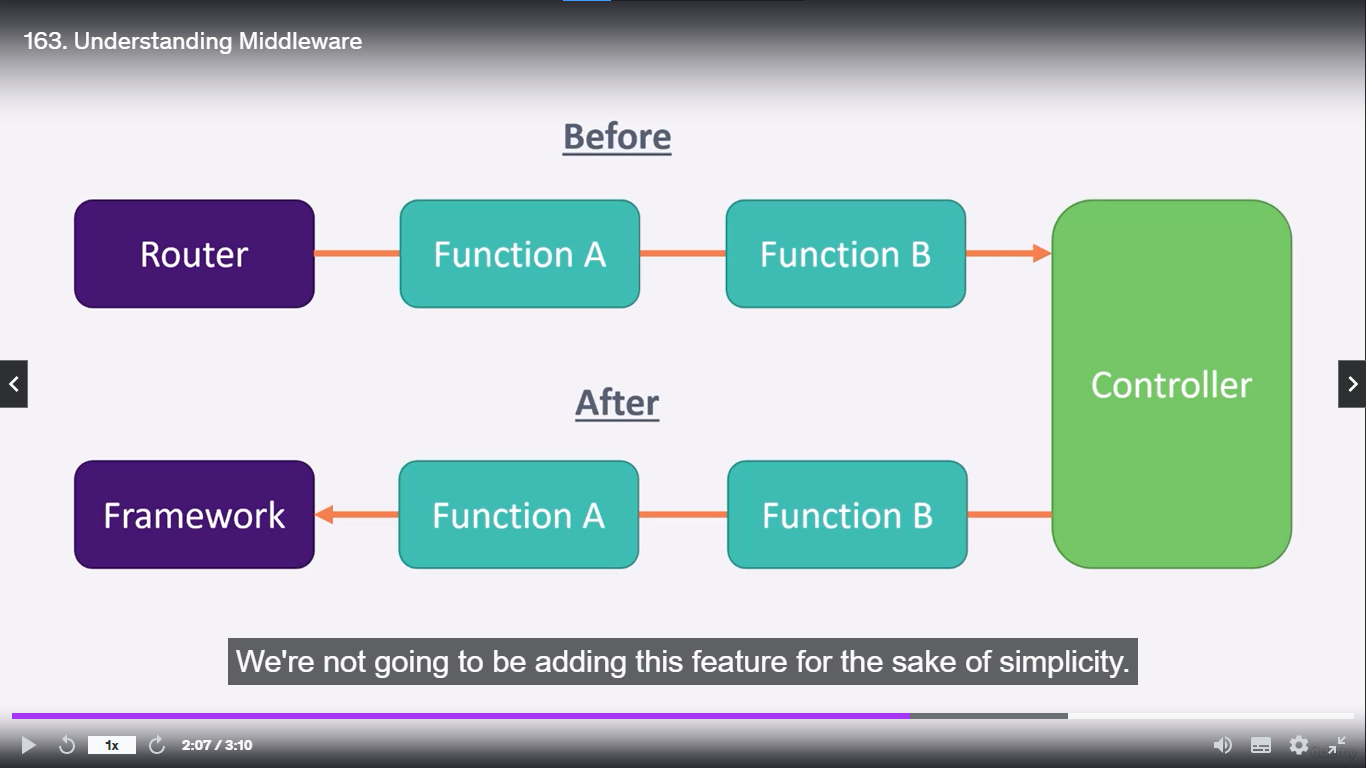 163. Understanding Middleware
Before
Router
Function A
Function B
Controller
After
Framework
Function A
Function B
We're not going to be adding this feature for the sake of simplicity.
1x
2:07 / 3:10